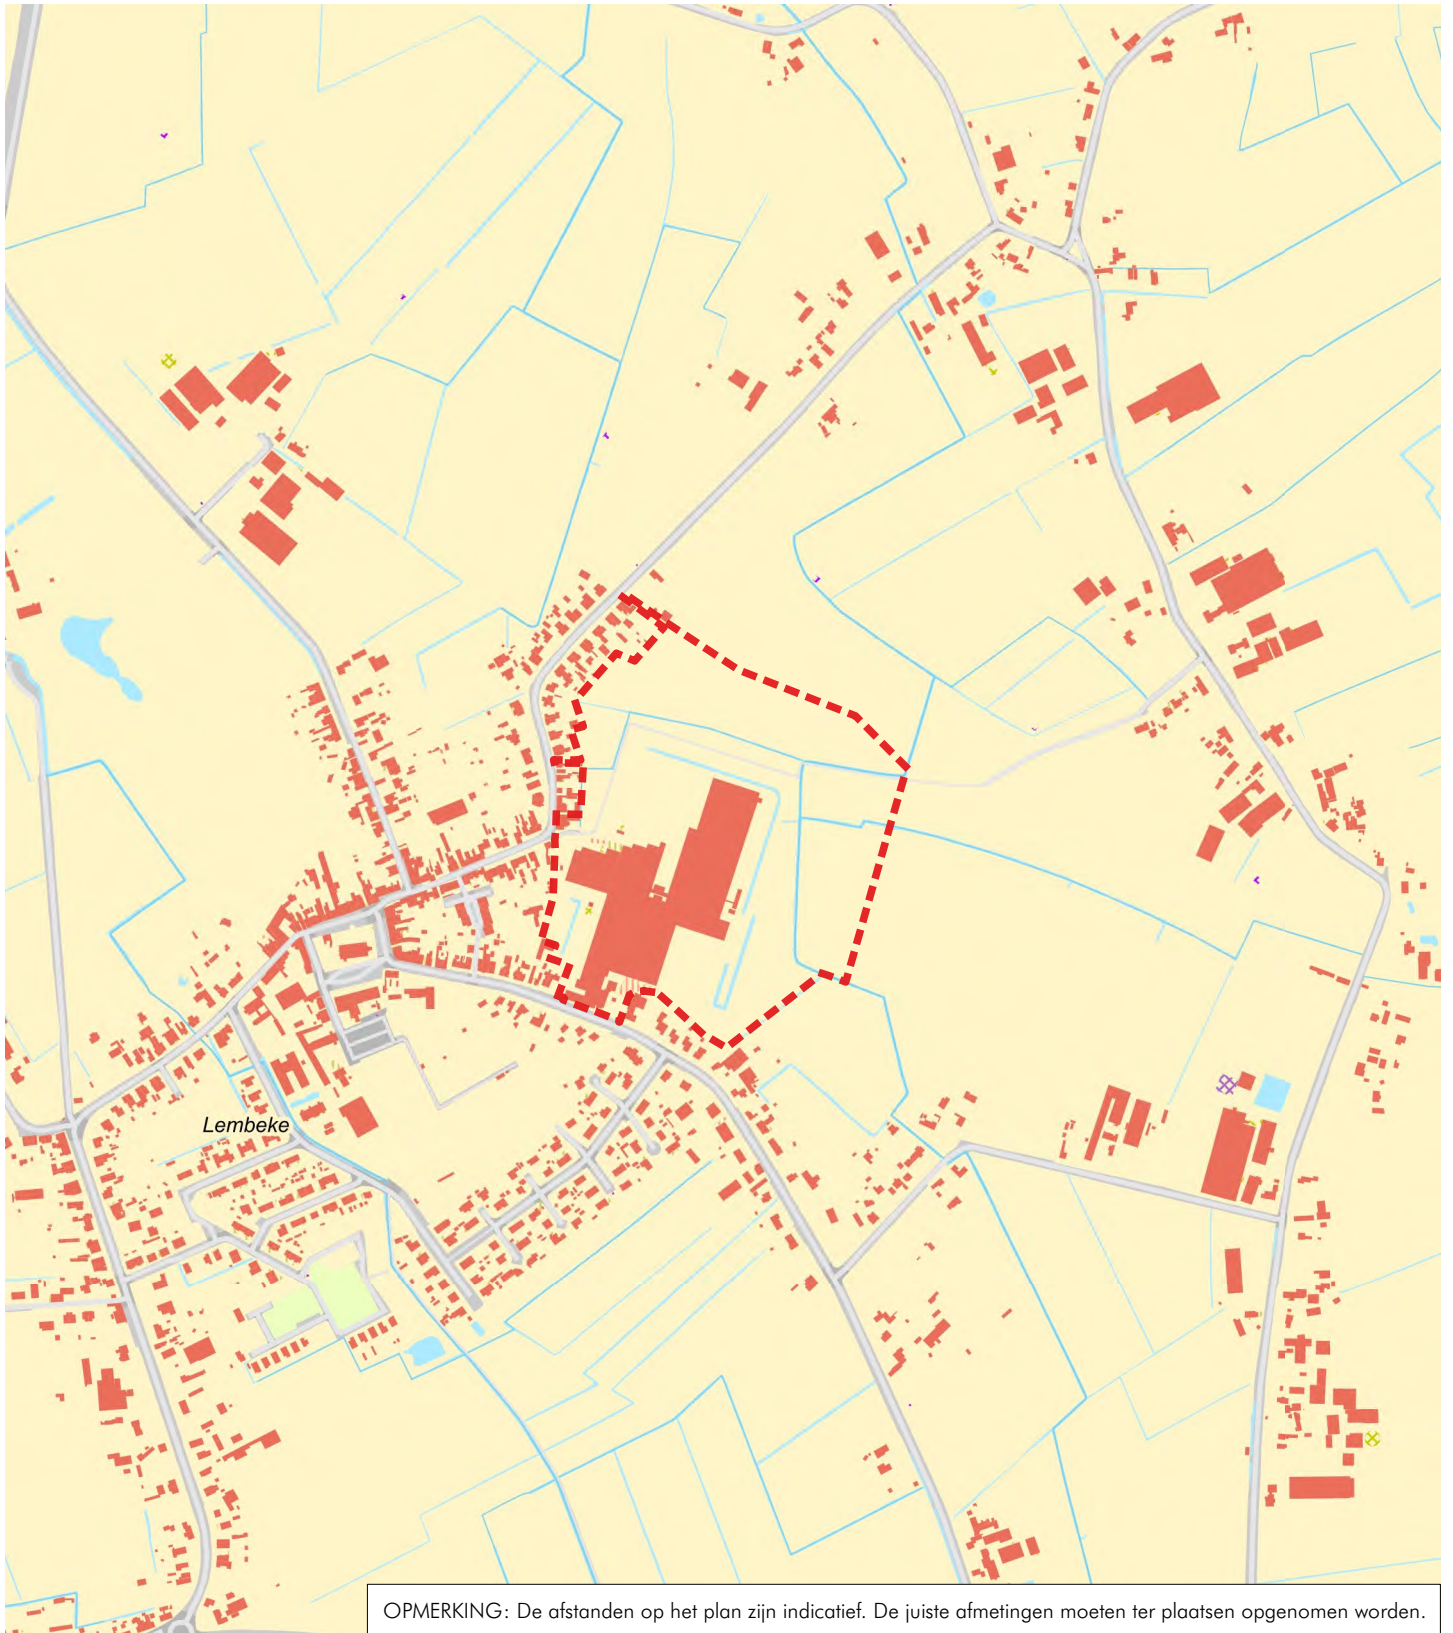 Lembeke
OPMERKING: De afstanden op het plan zijn indicatief. De juiste afmetingen moeten ter plaatsen opgenomen worden.